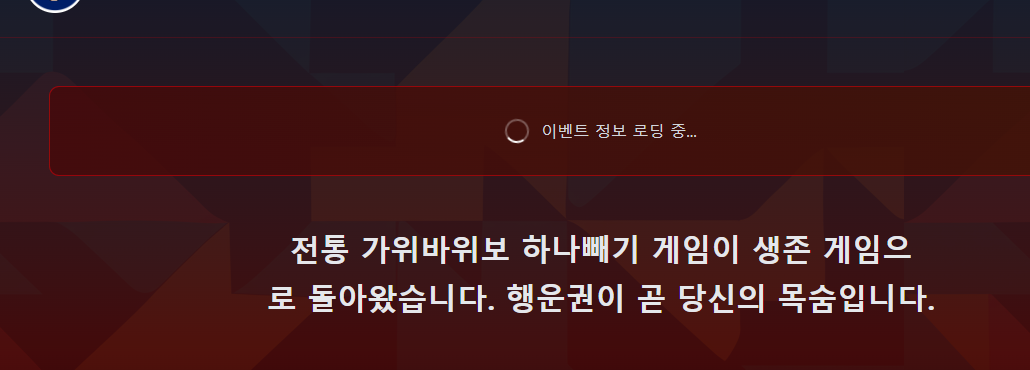 이벤트 정보 로딩 중...
전통 가위바위보 하나빼기 게임이 생존 게임으
로 돌아왔습니다. 행운권이 곧 당신의 목숨입니다.